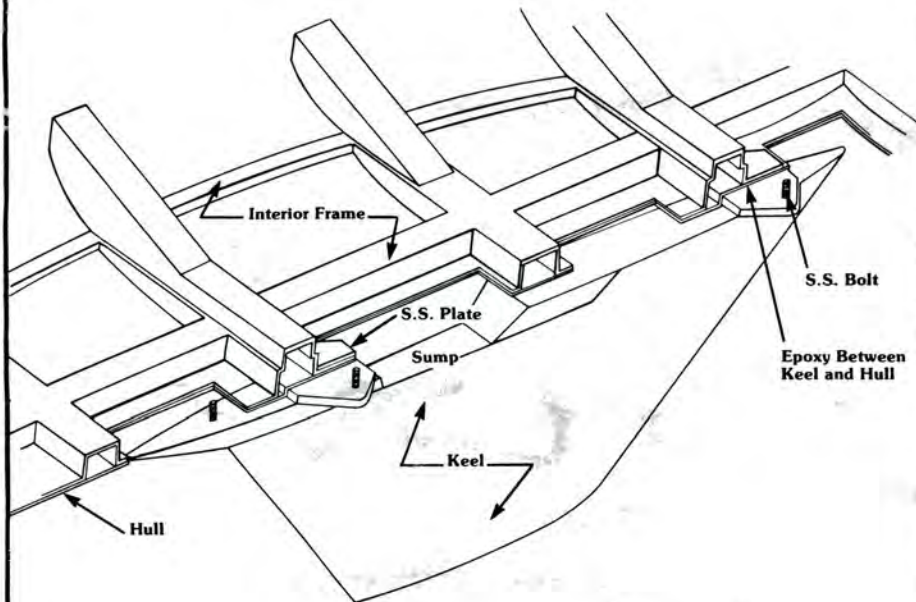 Interior Frame
S.S. Plate
Sump
S.S. Bolt
Epoxy Between
Keel and Hull
Keel
Hull